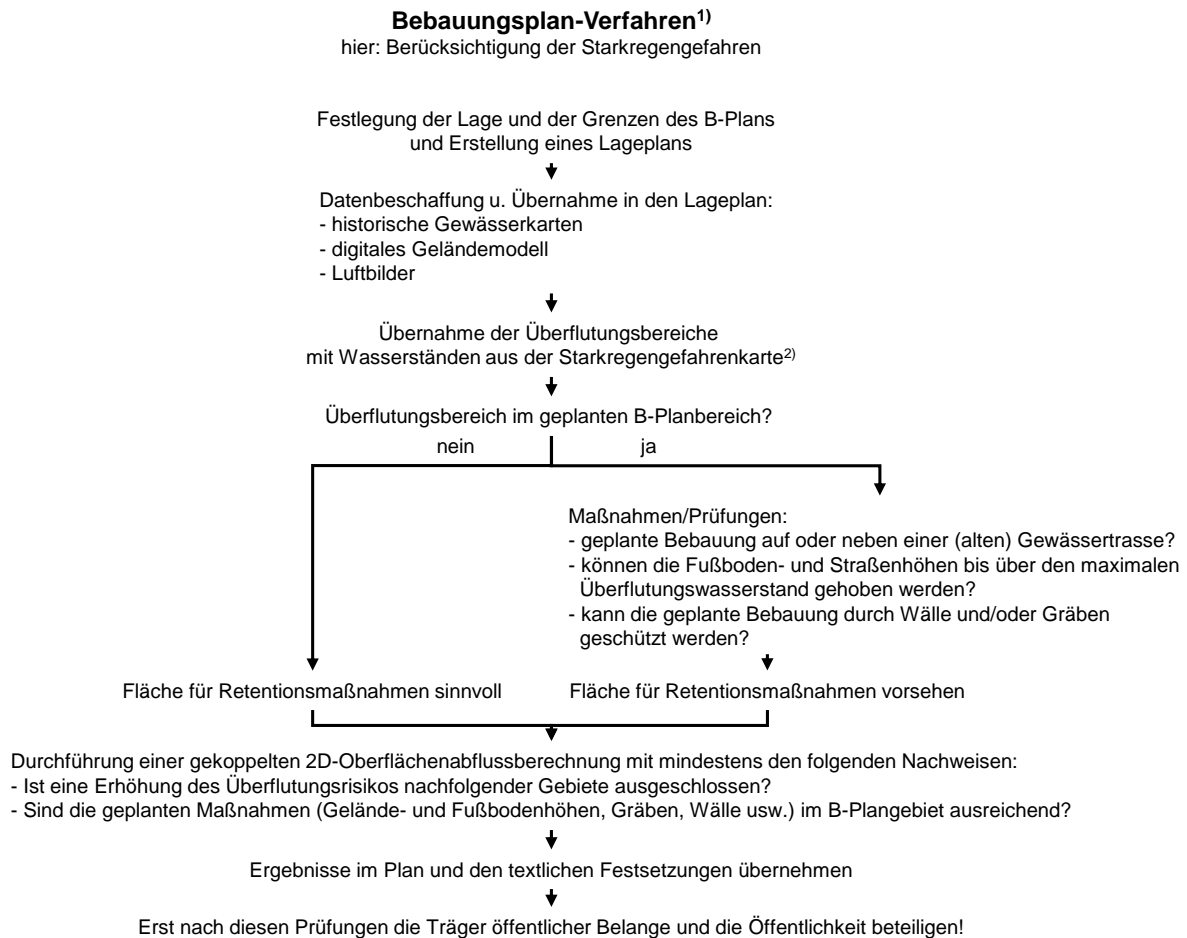 Bebauungsplan-Verfahren1)
hier: Berücksichtigung der Starkregengefahren
Festlegung der Lage und der Grenzen des B-Plans
und Erstellung eines Lageplans
Datenbeschaffung u. Übernahme in den Lageplan:
- historische Gewässerkarten
- digitales Geländemodell
- Luftbilder
Übernahme der Überflutungsbereiche
mit Wasserständen aus der Starkregengefahrenkarte2)
Überflutungsbereich im geplanten B-Planbereich?
nein
ja
Maßnahmen/Prüfungen:
- geplante Bebauung auf oder neben einer (alten) Gewässertrasse?
- können die Fußboden- und Straßenhöhen bis über den maximalen
Überflutungswasserstand gehoben werden?
- kann die geplante Bebauung durch Wälle und/oder Gräben
geschützt werden?
Fläche für Retentionsmaßnahmen sinnvoll
Fläche für Retentionsmaßnahmen vorsehen
Durchführung einer gekoppelten 2D-Oberflächenabflussberechnung mit mindestens den folgenden Nachweisen:
- Ist eine Erhöhung des Überflutungsrisikos nachfolgender Gebiete ausgeschlossen?
- Sind die geplanten Maßnahmen (Gelände- und Fußbodenhöhen, Gräben, Wälle usw.) im B-Plangebiet ausreichend?
Ergebnisse im Plan und den textlichen Festsetzungen übernehmen
Erst nach diesen Prüfungen die Träger öffentlicher Belange und die Öffentlichkeit beteiligen!